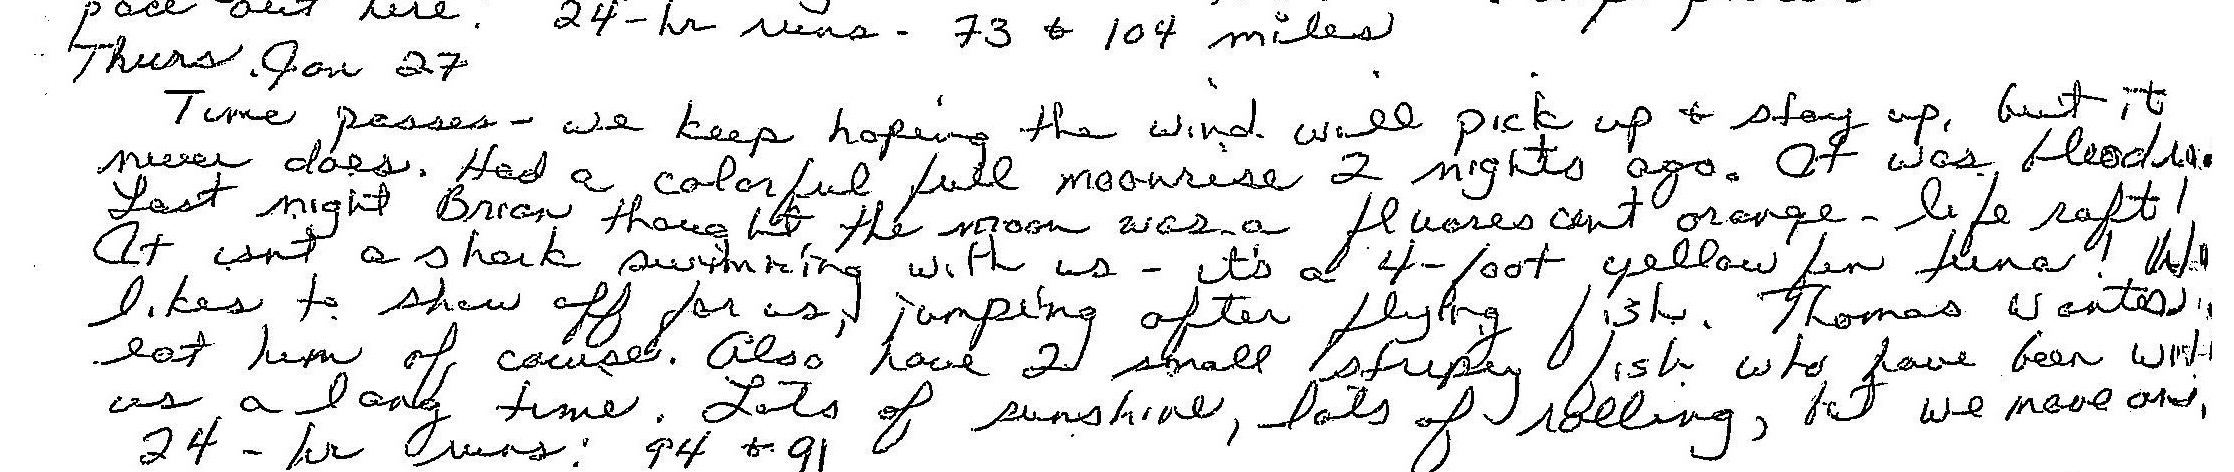 pace out here. 24-hr runs - 73 & 104 miles
Thurs. Jan 27
Time passes - we keep hoping the wind will pick up & stay up, but it
never does. Had a colorful full moonrise 2 nights ago. It was
Last night Brian thought the moon was a fluorescent orange - life raft!
It isnt a shark swimming with us - it's a 4-foot yellow fin tuna!
likes to show off for us, jumping after flying fish. Thomas wants
eat him of course. Also have 2 small stripey fish who have been with
us a long time. Lots of sunshine, lots of rolling, but we move on.
24-hr runs: 94 & 91